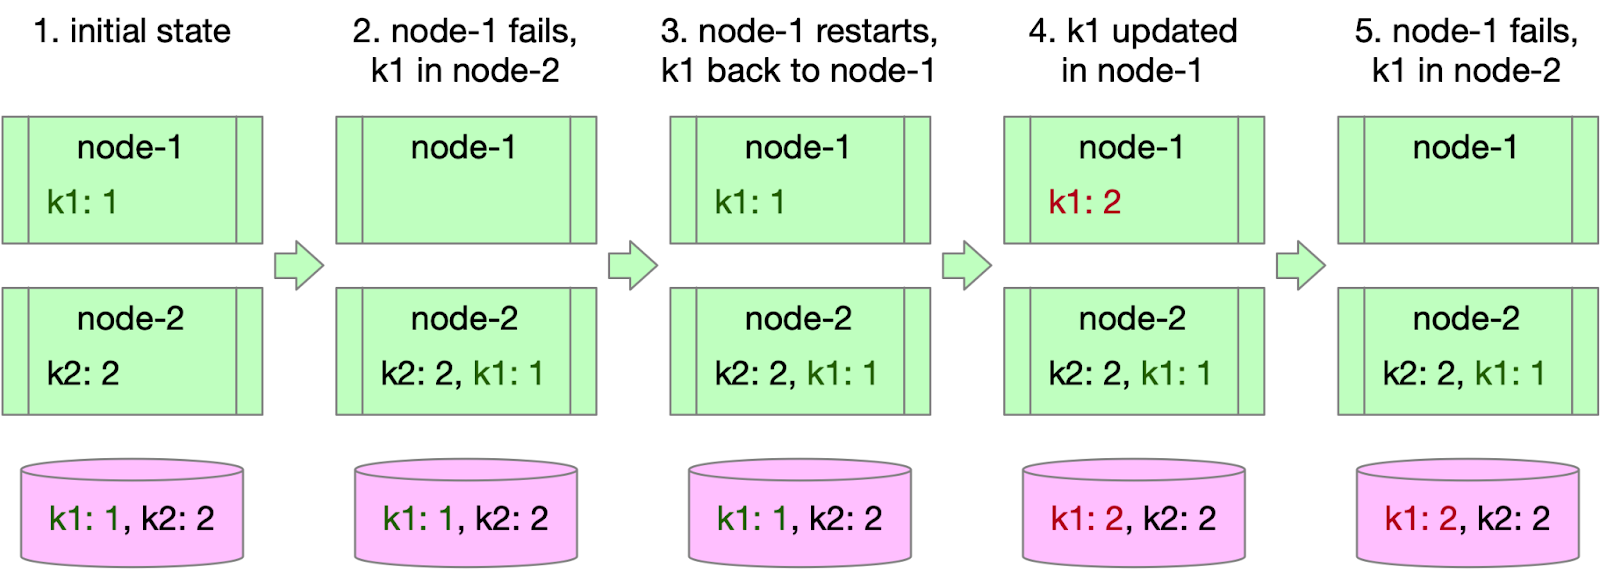 1. initial state
2. node-1 fails,
k1 in node-2
3. node-1 restarts,
k1 back to node-1
4. k1 updated
in node-1
5. node-1 fails,
k1 in node-2
node-1
k1: 1
node-2
k2: 2
k1: 1, k2: 2
node-1
node-2
k2: 2, k1: 1
k1: 1, k2: 2
node-1
k1: 1
node-2
k2: 2, k1: 1
k1: 1, k2: 2
node-1
k1: 2
node-2
k2: 2, k1: 1
k1: 2, k2: 2
node-1
node-2
k2: 2, k1: 1
k1: 2, k2: 2